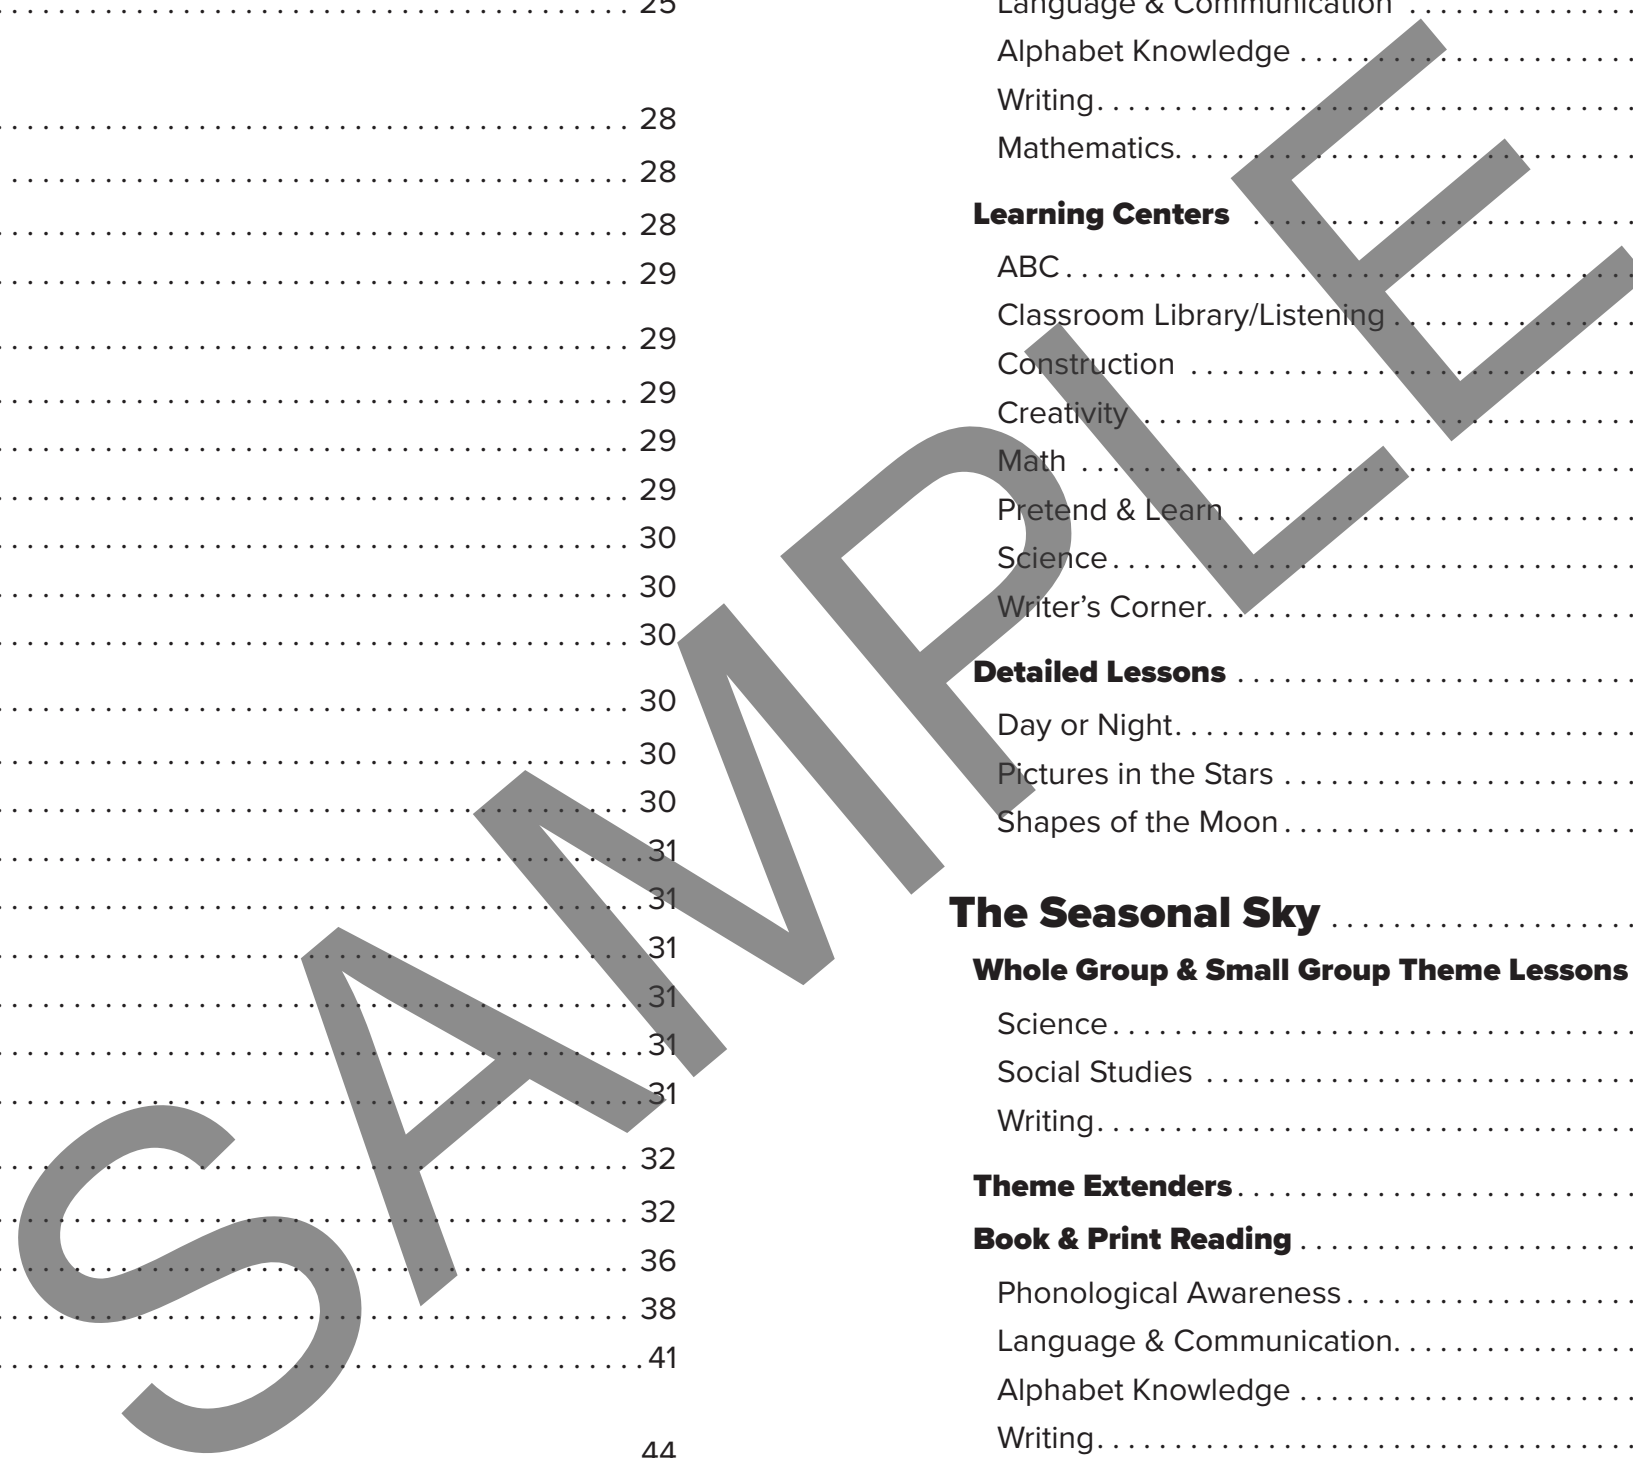 25
28
28
28
29
29
29
29
29
30
30
30
30
30
30
31
31
31
31
31
31
32
32
36
38
41
44
Language & Communication
Alphabet Knowledge
Writing
Mathematics
Learning Centers
ABC
Classroom Library/Listening
Construction
Creativity
Math
Pretend & Learn
Science
Writer’s Corner
Detailed Lessons
Day or Night
Pictures in the Stars
Shapes of the Moon
The Seasonal Sky
Whole Group & Small Group Theme Lessons
Science
Social Studies
Writing
Theme Extenders
Book & Print Reading
Phonological Awareness
Language & Communication
Alphabet Knowledge
Writing
SAMPLE